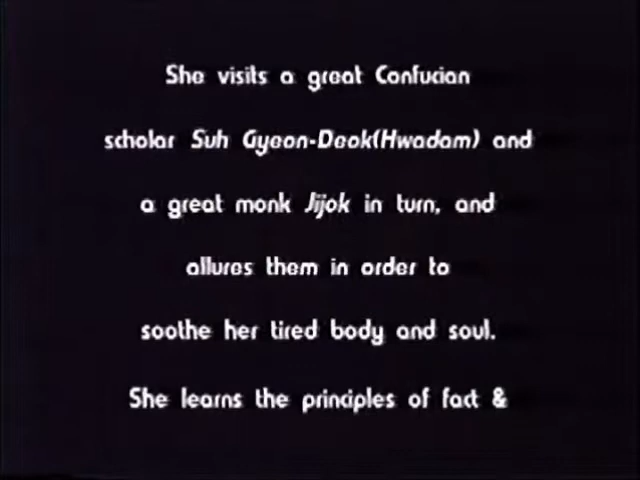 She visits a great Confucian
scholar Suh Gyeon-Deok(Hwadam) and
a great monk Jijok in turn, and
allures them in order to
soothe her tired body and soul.
She learns the principles of fact &